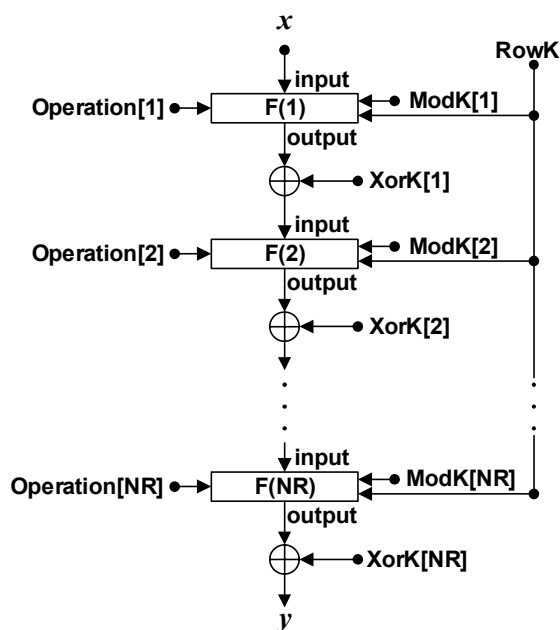 x
RowK
input
Operation[1]
F(1)
ModK[1]
output
XorK[1]
input
Operation[2]
F(2)
ModK[2]
output
XorK[2]
input
Operation[NR]
F(NR)
ModK[NR]
output
XorK[NR]
y